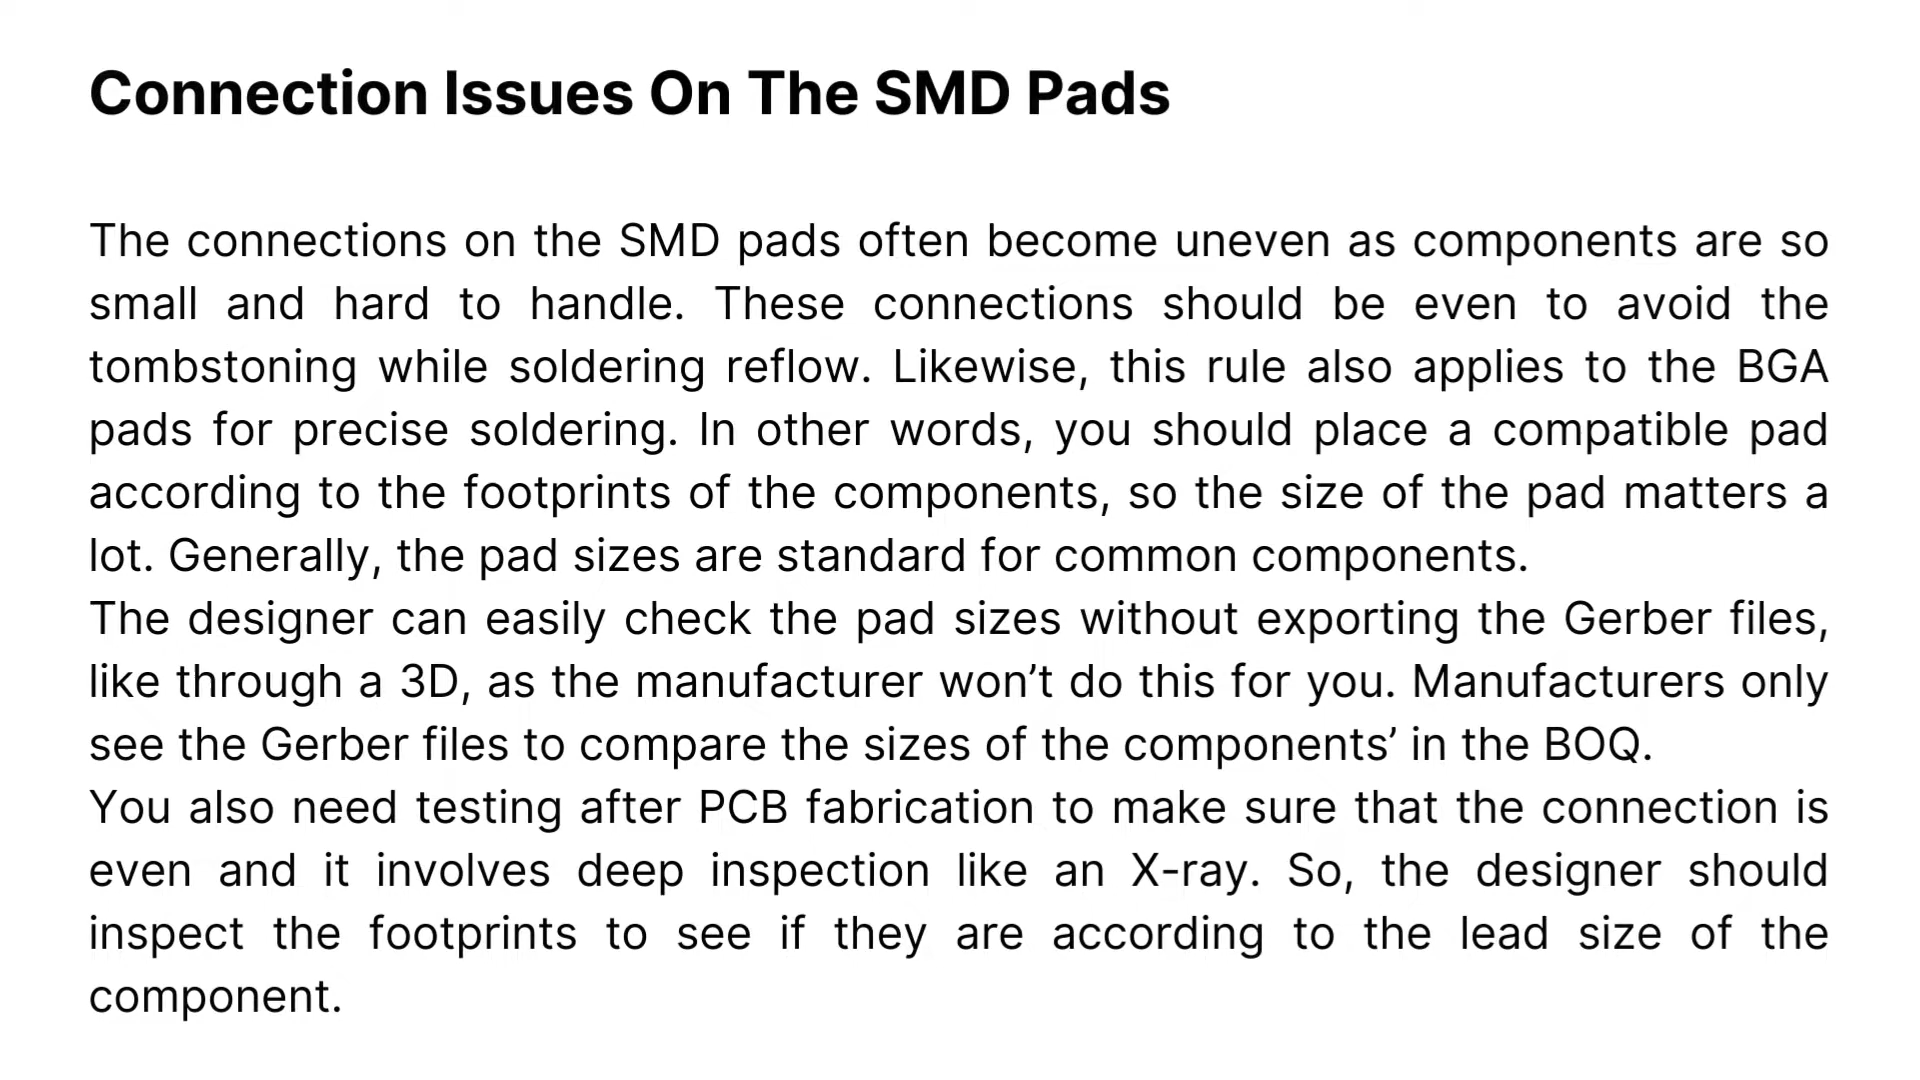 Connection Issues On The SMD Pads
The connections on the SMD pads often become uneven as components are so
small and hard to handle. These connections should be even to avoid the
tombstoning while soldering reflow. Likewise, this rule also applies to the BGA
pads for precise soldering. In other words, you should place a compatible pad
according to the footprints of the components, so the size of the pad matters a
lot. Generally, the pad sizes are standard for common components.
The designer can easily check the pad sizes without exporting the Gerber files,
like through a 3D, as the manufacturer won’t do this for you. Manufacturers only
see the Gerber files to compare the sizes of the components’ in the BOQ.
You also need testing after PCB fabrication to make sure that the connection is
even and it involves deep inspection like an X-ray. So, the designer should
inspect the footprints to see if they are according to the lead size of the
component.